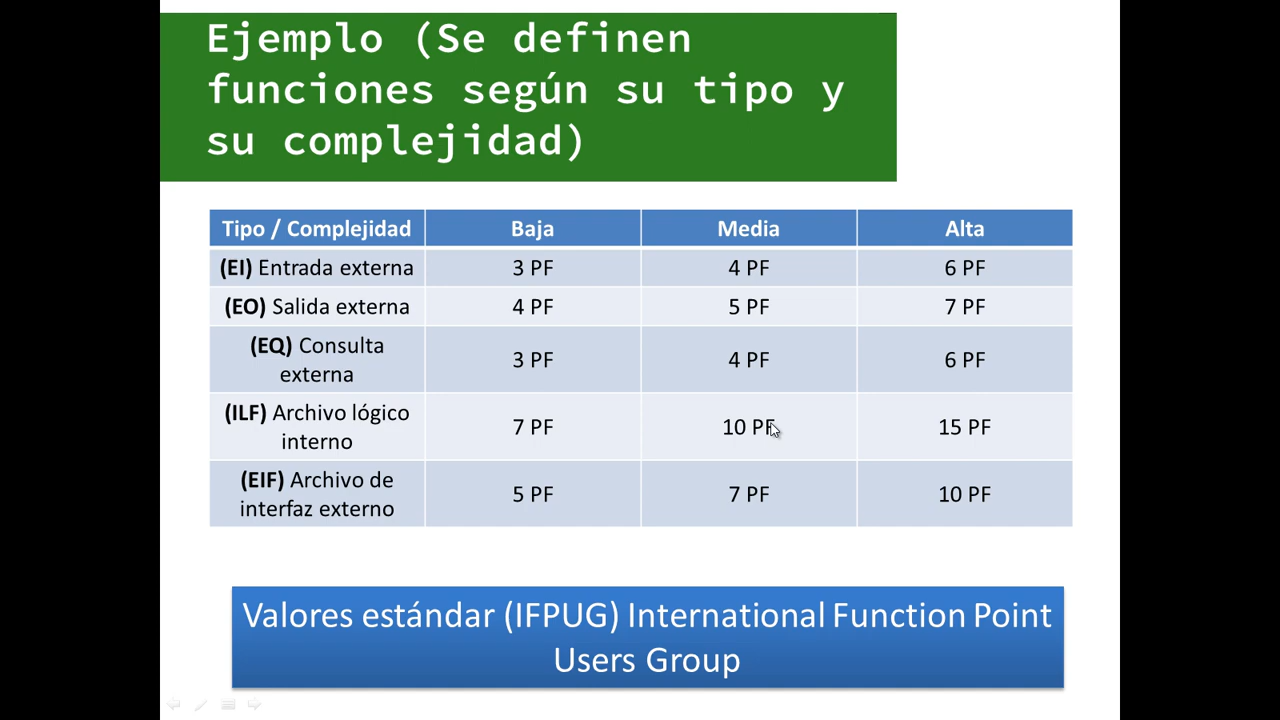 Ejemplo (Se definen
funciones según su tipo y
su complejidad)
Tipo / Complejidad Baja Media Alta
(EI) Entrada externa 3 PF 4 PF 6 PF
(EO) Salida externa 4 PF 5 PF 7 PF
(EQ) Consulta
externa 3 PF 4 PF 6 PF
(ILF) Archivo lógico
interno 7 PF 10 PF 15 PF
(EIF) Archivo de
interfaz externo 5 PF 7 PF 10 PF
Valores estándar (IFPUG) International Function Point
Users Group